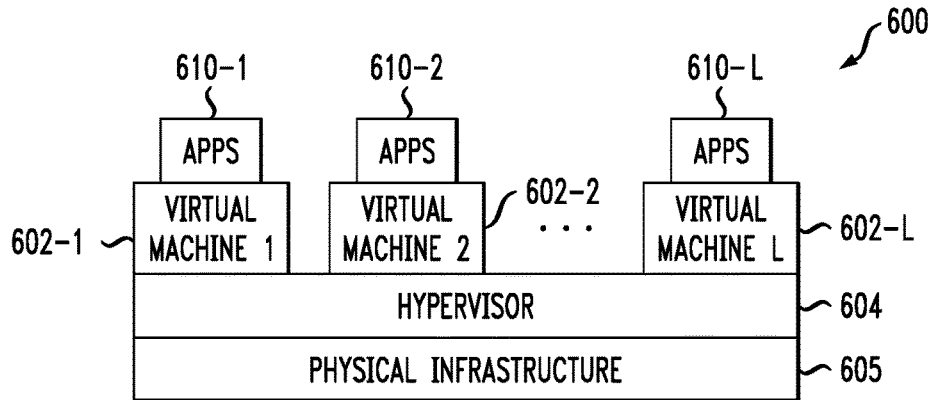 600
610-1
610-2
610-L
APPS
APPS
APPS
VIRTUAL
MACHINE 1
VIRTUAL
MACHINE 2
VIRTUAL
MACHINE L
602-1
602-2
...
602-L
HYPERVISOR
604
PHYSICAL INFRASTRUCTURE
605